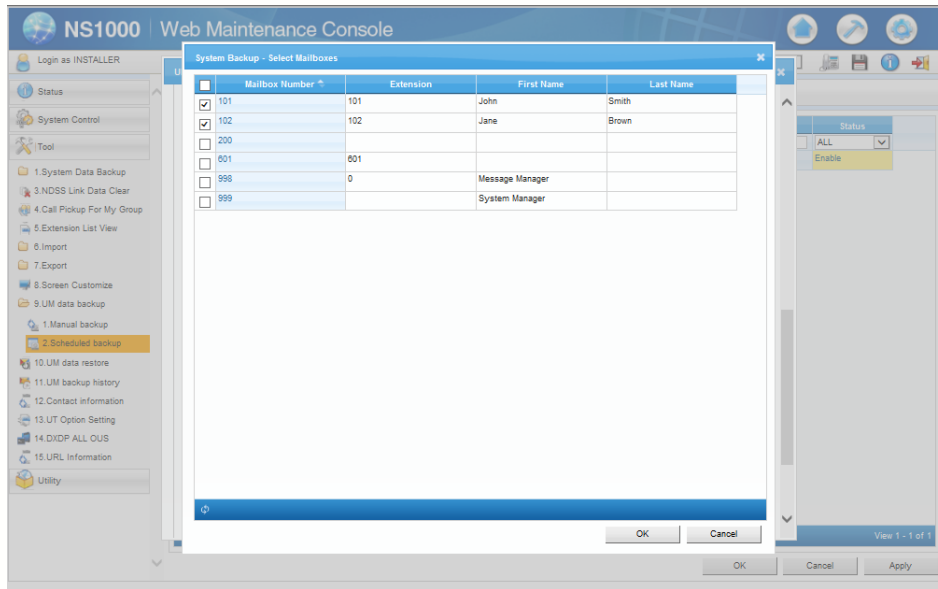 NS1000 Web Maintenance Console
Login as INSTALLER
Status
System Control
Tool
1.System Data Backup
3.NDSS Link Data Clear
4.Call Pickup For My Group
5.Extension List View
6.Import
7.Export
8.Screen Customize
9.UM data backup
1.Manual backup
2.Scheduled backup
10.UM data restore
11.UM backup history
12.Contact information
13.UT Option Setting
14.DXDP ALL OUS
15.URL Information
Utility
System Backup - Select Mailboxes
Mailbox Number Extension First Name Last Name
101 101 John Smith
102 102 Jane Brown
200
601 601
998 0 Message Manager
999 System Manager
OK Cancel
Status
ALL
Enable
View 1 - 1 of 1
OK Cancel Apply